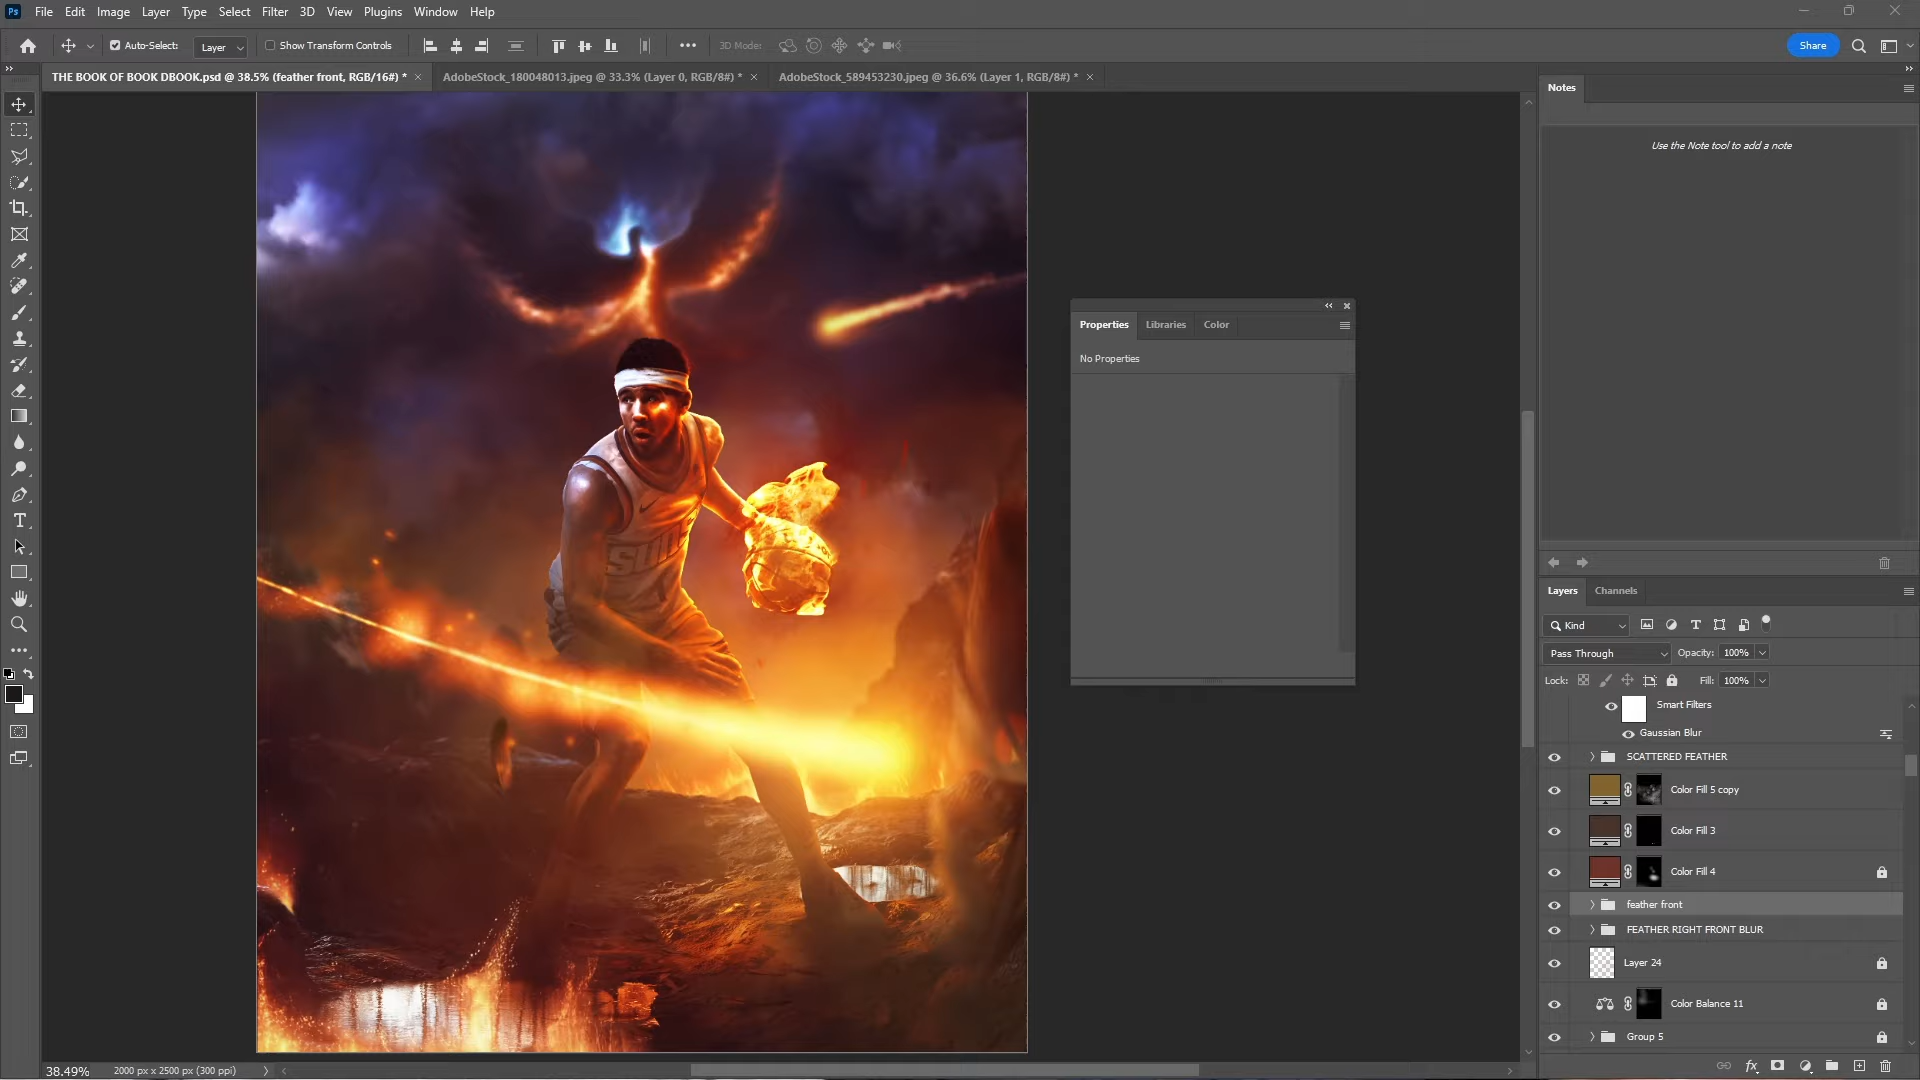 Ps File Edit Image Layer Type Select Filter 3D View Plugins Window Help
Auto-Select: Layer Show Transform Controls ••• 3D Mode: Share
THE BOOK OF BOOK DBOOK.psd @ 38.5% (feather front, RGB/16#) * × AdobeStock_180048013.jpeg @ 33.3% (Layer 0, RGB/8#) * × AdobeStock_589453230.jpeg @ 36.6% (Layer 1, RGB/8#) * ×
Notes
Use the Note tool to add a note
Properties Libraries Color
No Properties
SUNS
Layers Channels
Kind
Pass Through Opacity: 100%
Lock: Fill: 100%
Smart Filters
Gaussian Blur
SCATTERED FEATHER
Color Fill 5 copy
Color Fill 3
Color Fill 4
feather front
FEATHER RIGHT FRONT BLUR
Layer 24
Color Balance 11
Group 5
fx
38.49% 2000 px x 2500 px (300 ppi)